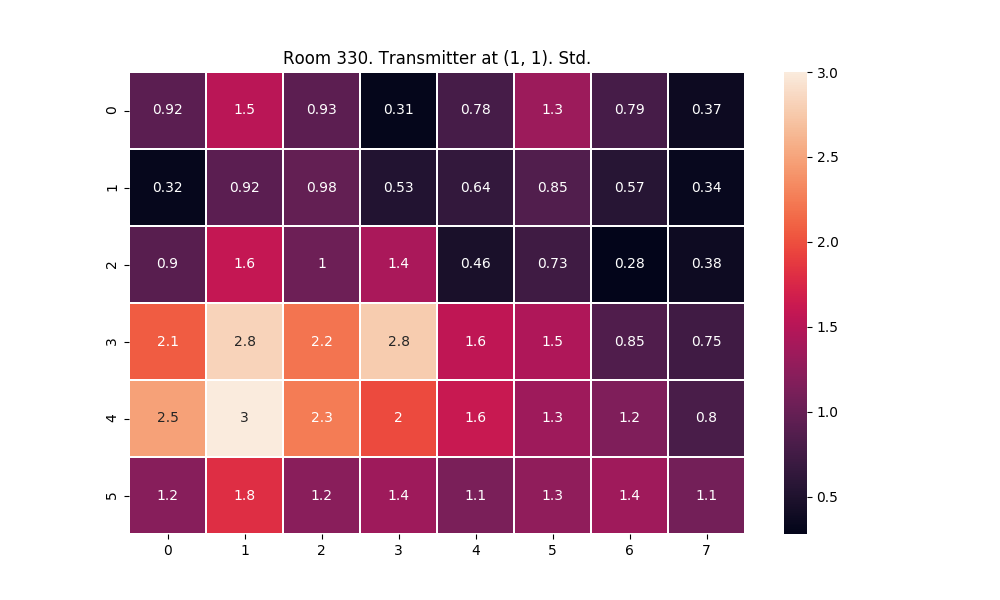 Room 330. Transmitter at (1, 1). Std.
0 0.92 1.5 0.93 0.31 0.78 1.3 0.79 0.37
1 0.32 0.92 0.98 0.53 0.64 0.85 0.57 0.34
2 0.9 1.6 1 1.4 0.46 0.73 0.28 0.38
3 2.1 2.8 2.2 2.8 1.6 1.5 0.85 0.75
4 2.5 3 2.3 2 1.6 1.3 1.2 0.8
5 1.2 1.8 1.2 1.4 1.1 1.3 1.4 1.1
0 1 2 3 4 5 6 7
3.0
2.5
2.0
1.5
1.0
0.5